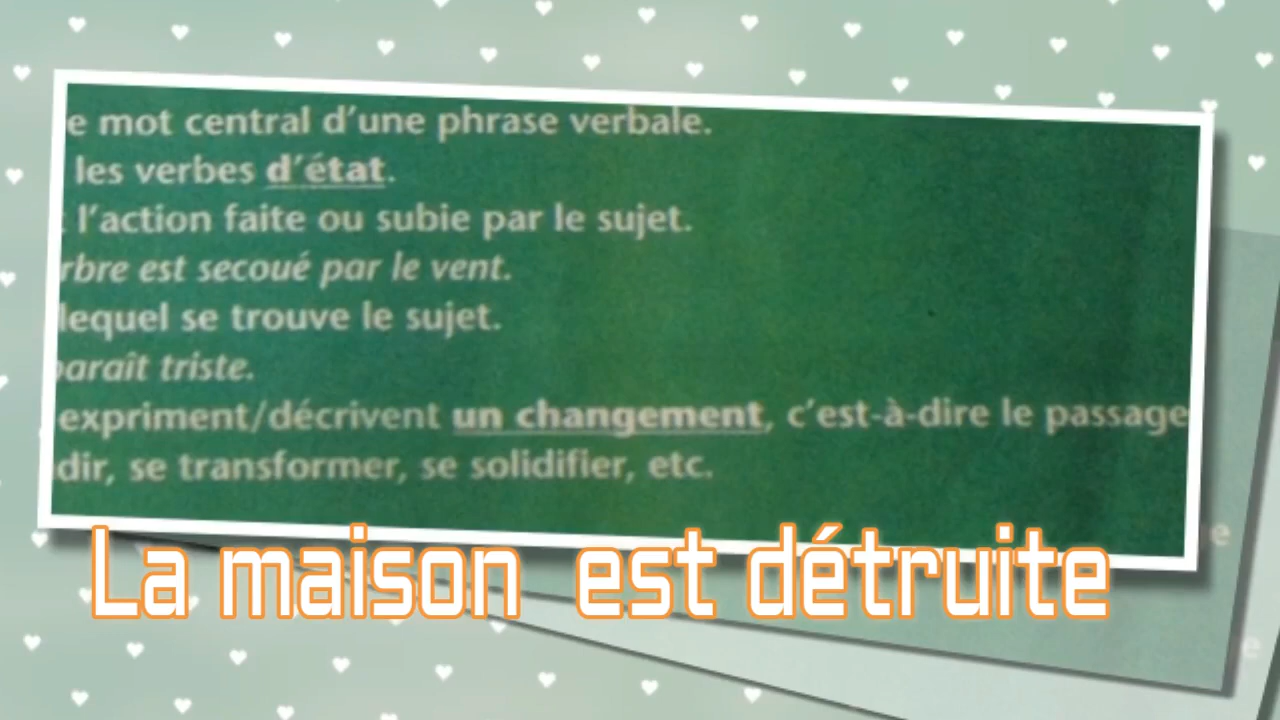 e mot central d'une phrase verbale.
les verbes d'état.
l'action faite ou subie par le sujet.
rbre est secoué par le vent.
lequel se trouve le sujet.
paraît triste.
expriment/décrivent un changement, c'est-à-dire le passage
dir, se transformer, se solidifier, etc.
La maison est détruite